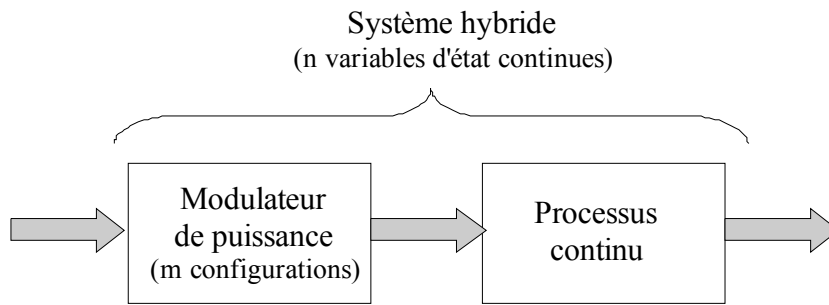 Système hybride
(n variables d'état continues)
Modulateur
de puissance
(m configurations)
Processus
continu